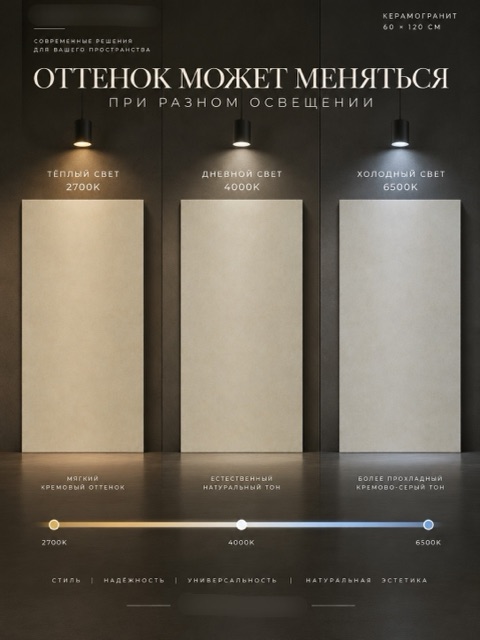 КЕРАМОГРАНИТ
60 × 120 СМ
СОВРЕМЕННЫЕ РЕШЕНИЯ
ДЛЯ ВАШЕГО ПРОСТРАНСТВА
ОТТЕНОК МОЖЕТ МЕНЯТЬСЯ
ПРИ РАЗНОМ ОСВЕЩЕНИИ
ТЁПЛЫЙ СВЕТ
2700K
ДНЕВНОЙ СВЕТ
4000K
ХОЛОДНЫЙ СВЕТ
6500K
МЯГКИЙ
КРЕМОВЫЙ ОТТЕНОК
ЕСТЕСТВЕННЫЙ
НАТУРАЛЬНЫЙ ТОН
БОЛЕЕ ПРОХЛАДНЫЙ
КРЕМОВО-СЕРЫЙ ТОН
2700K
4000K
6500K
СТИЛЬ | НАДЁЖНОСТЬ | УНИВЕРСАЛЬНОСТЬ | НАТУРАЛЬНАЯ ЭСТЕТИКА